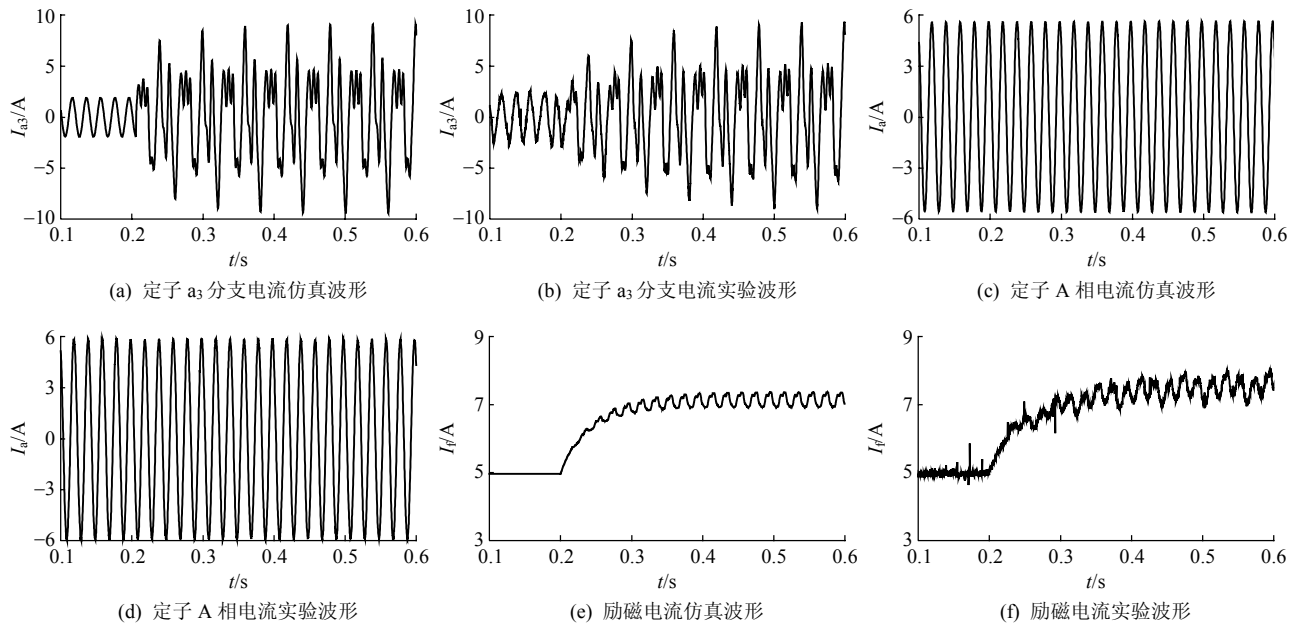 10
5
0
−5
−10
I_a3/A
0.1 0.2 0.3 0.4 0.5 0.6
t/s
(a) 定子 a₃ 分支电流仿真波形
10
5
0
−5
−10
I_a3/A
0.1 0.2 0.3 0.4 0.5 0.6
t/s
(b) 定子 a₃ 分支电流实验波形
6
3
0
−3
−6
I_a/A
0.1 0.2 0.3 0.4 0.5 0.6
t/s
(c) 定子 A 相电流仿真波形
6
3
0
−3
−6
I_a/A
0.1 0.2 0.3 0.4 0.5 0.6
t/s
(d) 定子 A 相电流实验波形
9
7
5
3
I_f/A
0.1 0.2 0.3 0.4 0.5 0.6
t/s
(e) 励磁电流仿真波形
9
7
5
3
I_f/A
0.1 0.2 0.3 0.4 0.5 0.6
t/s
(f) 励磁电流实验波形